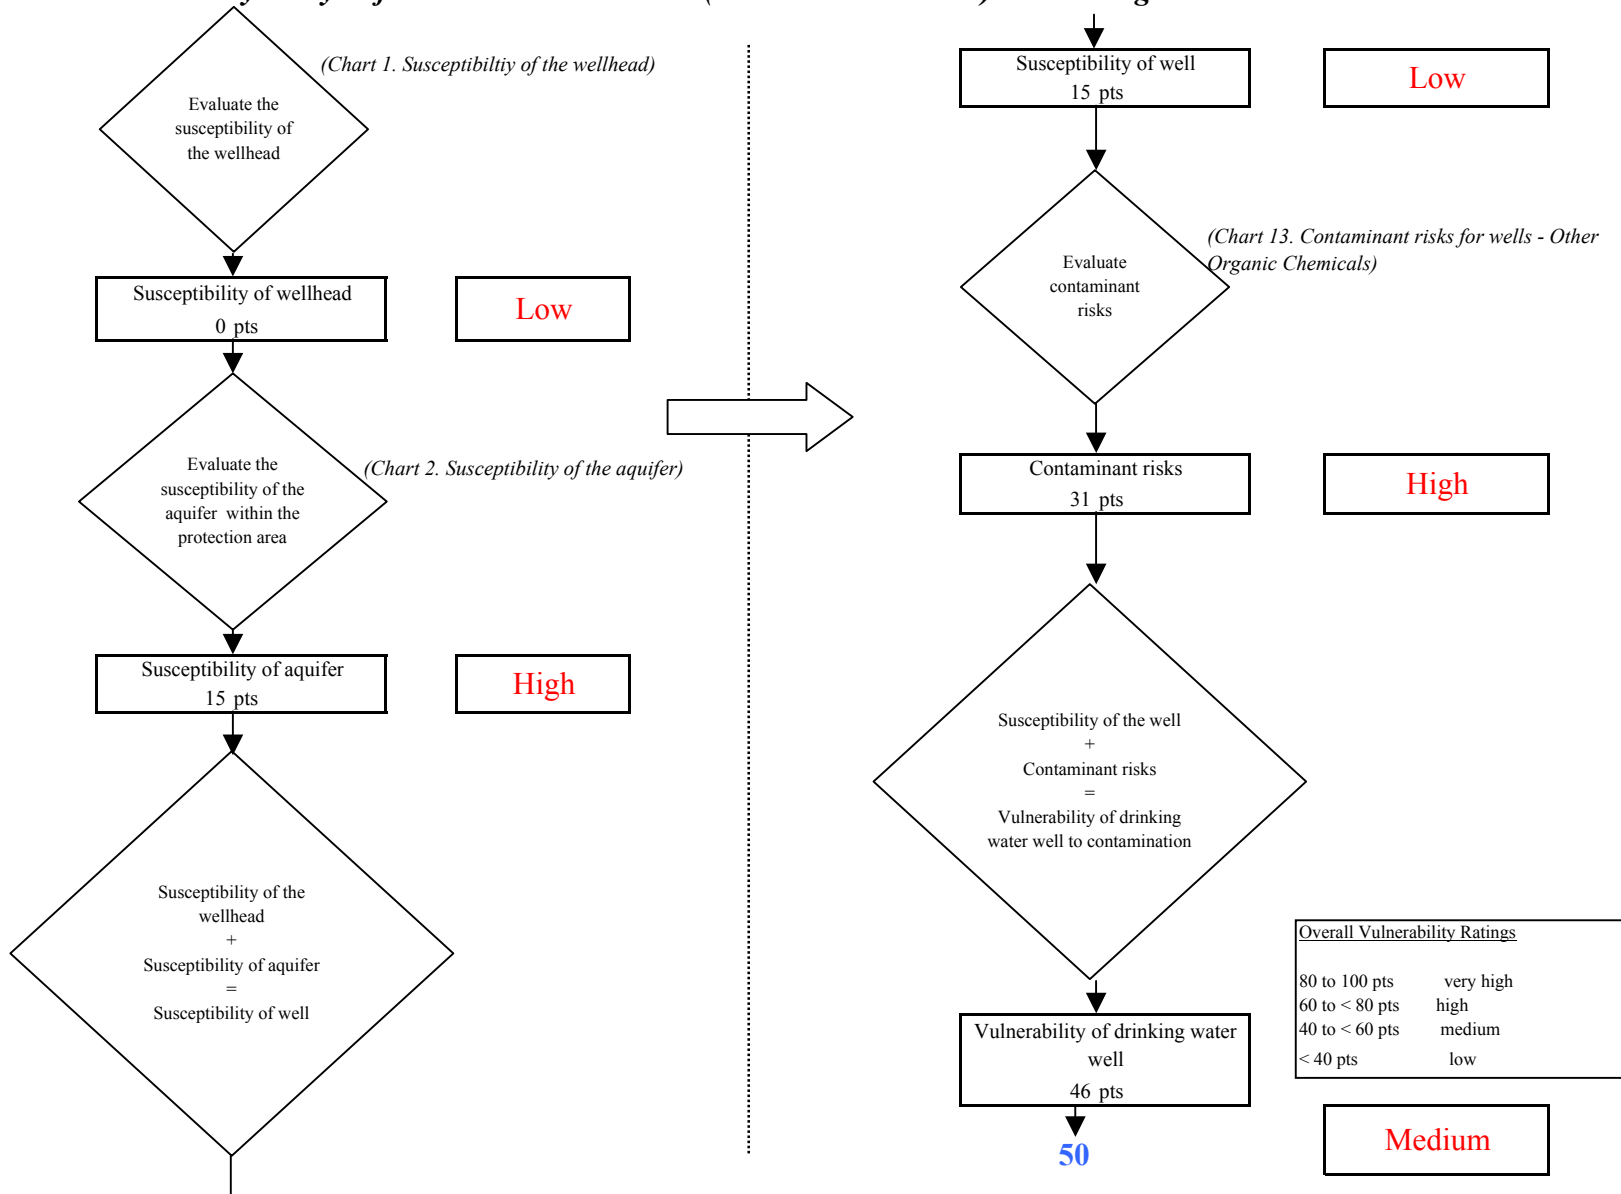 (Chart 1. Susceptibiltiy of the wellhead)
Evaluate the
susceptibility of
the wellhead
Susceptibility of wellhead
0 pts
Low
Evaluate the
susceptibility of the
aquifer within the
protection area
(Chart 2. Susceptibility of the aquifer)
Susceptibility of aquifer
15 pts
High
Susceptibility of the
wellhead
+
Susceptibility of aquifer
=
Susceptibility of well
Susceptibility of well
15 pts
Low
Evaluate
contaminant
risks
(Chart 13. Contaminant risks for wells - Other
Organic Chemicals)
Contaminant risks
31 pts
High
Susceptibility of the well
+
Contaminant risks
=
Vulnerability of drinking
water well to contamination
Vulnerability of drinking water
well
46 pts
50
Overall Vulnerability Ratings
80 to 100 pts very high
60 to < 80 pts high
40 to < 60 pts medium
< 40 pts low
Medium